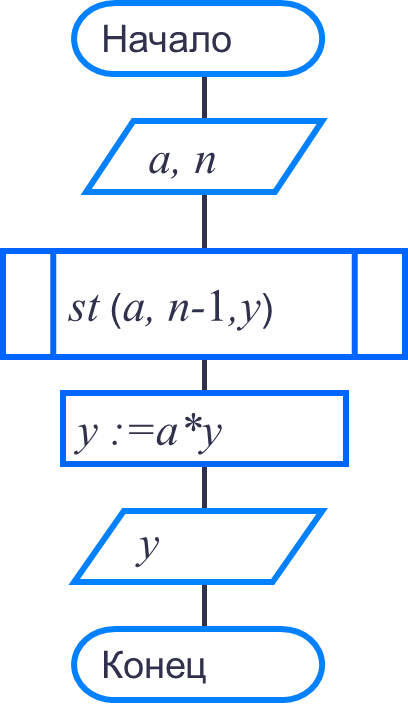 Начало
a, n
st (a, n-1,y)
y :=a*y
y
Конец